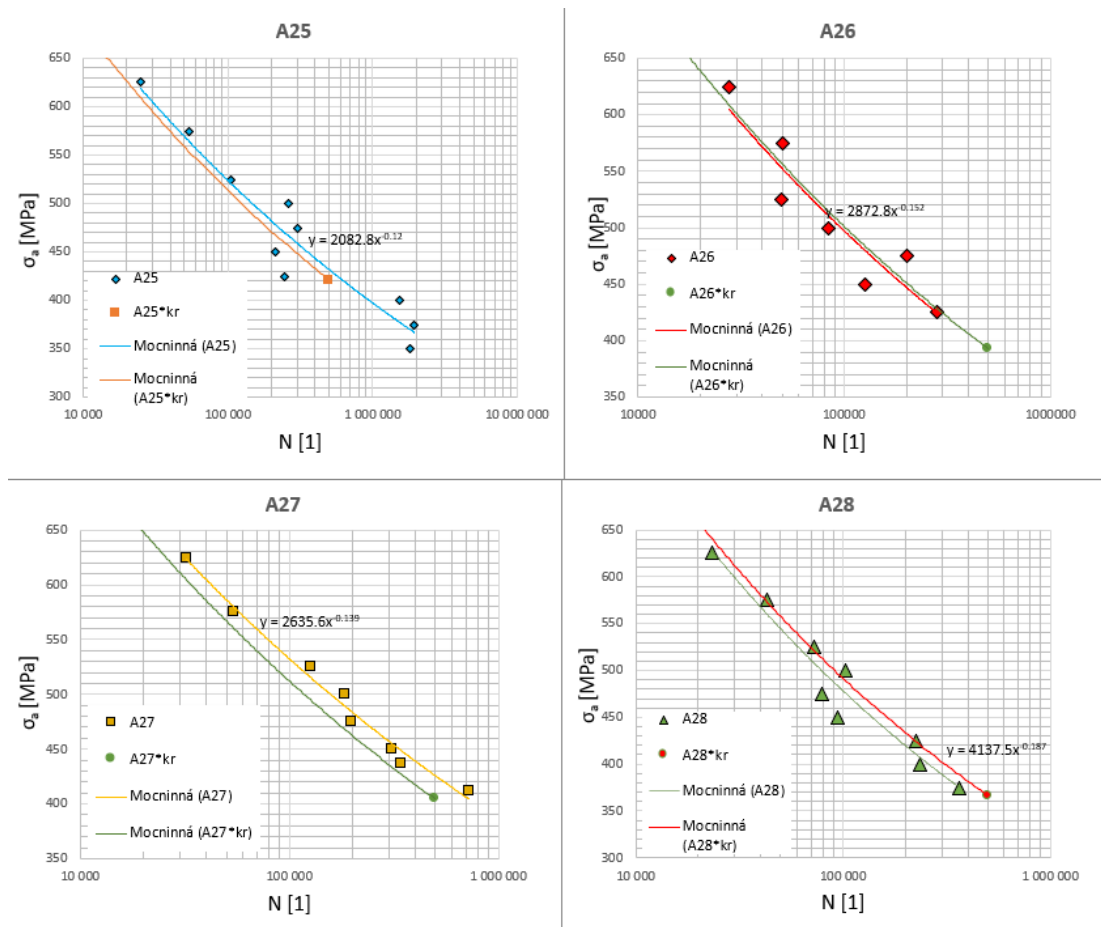 A25
650
600
550
500
450
400
350
300
σₐ [MPa]
y = 2082.8x^-0.12
A25
A25*kr
Mocninná (A25)
Mocninná
(A25*kr)
10 000
100 000
1 000 000
10 000 000
N [1]
A26
650
600
550
500
450
400
350
σₐ [MPa]
y = 2872.8x^-0.152
A26
A26*kr
Mocninná (A26)
Mocninná
(A26*kr)
10000
100000
1000000
N [1]
A27
650
600
550
500
450
400
350
σₐ [MPa]
y = 2635.6x^-0.139
A27
A27*kr
Mocninná (A27)
Mocninná (A27*kr)
10 000
100 000
1 000 000
N [1]
A28
650
600
550
500
450
400
350
300
σₐ [MPa]
y = 4137.5x^-0.187
A28
A28*kr
Mocninná (A28)
Mocninná
(A28*kr)
10 000
100 000
1 000 000
N [1]